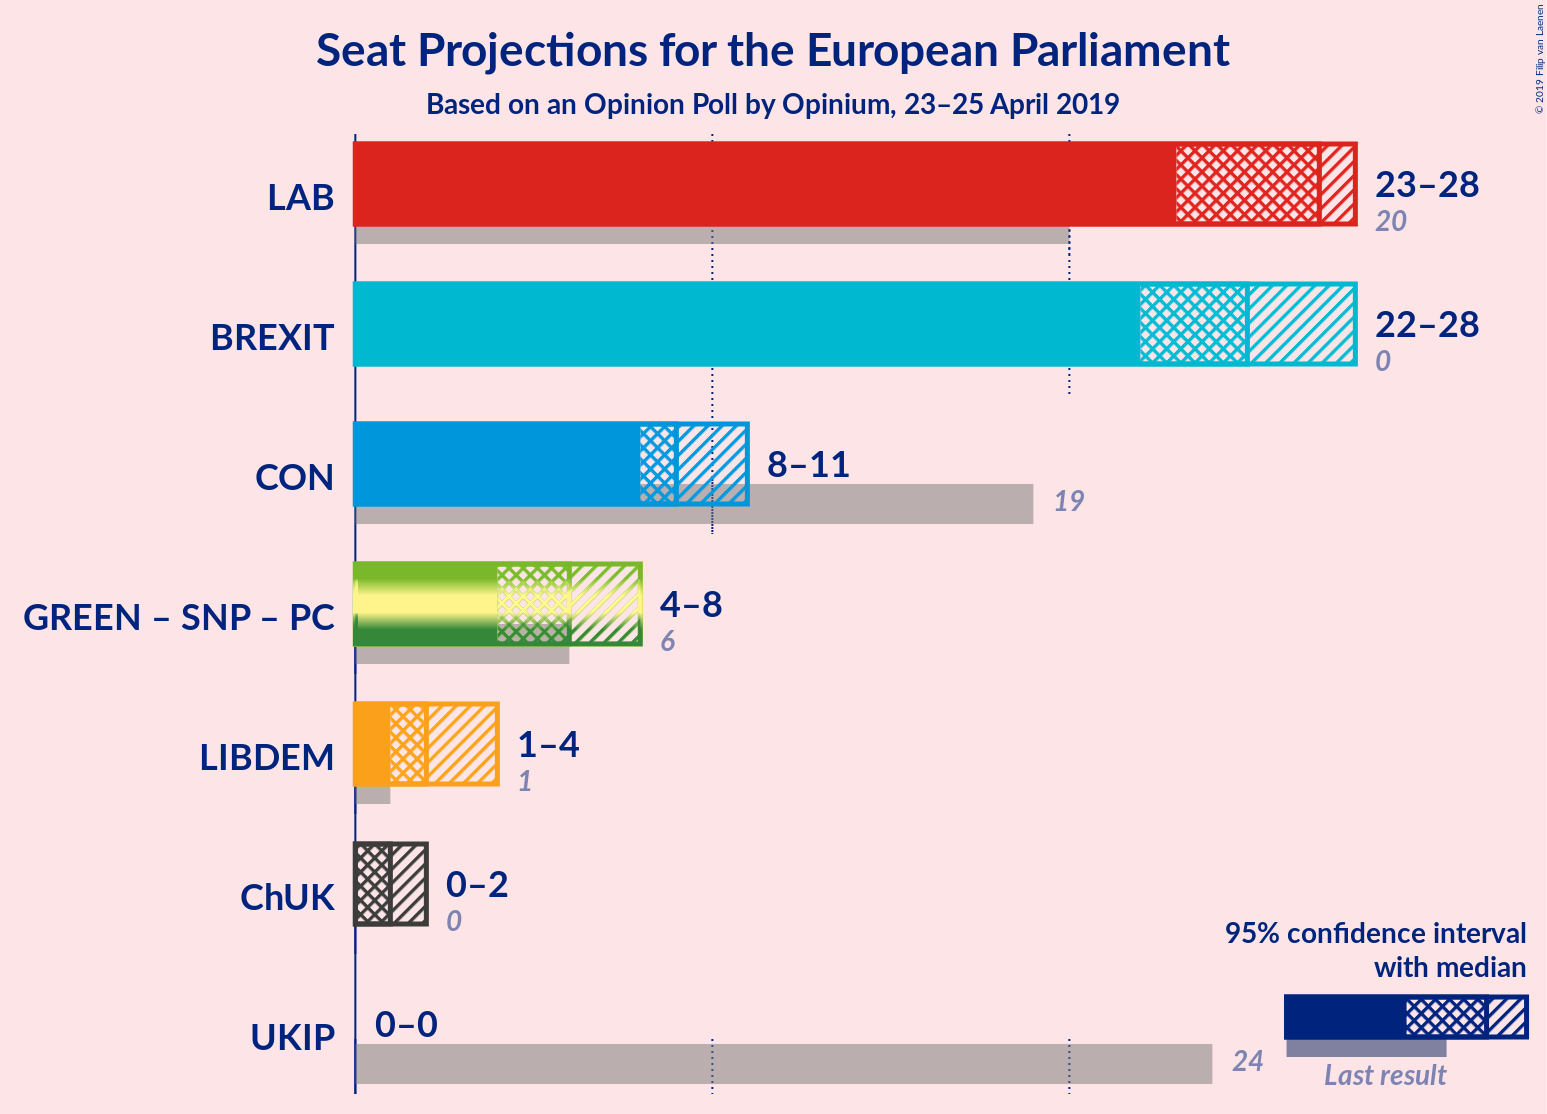 Seat Projections for the European Parliament
Based on an Opinion Poll by Opinium, 23–25 April 2019
© 2019 Filip van Laenen
LAB
23–28
20
BREXIT
22–28
0
CON
8–11
19
GREEN – SNP – PC
4–8
6
LIBDEM
1–4
1
ChUK
0–2
0
UKIP
0–0
24
95% confidence interval
with median
Last result